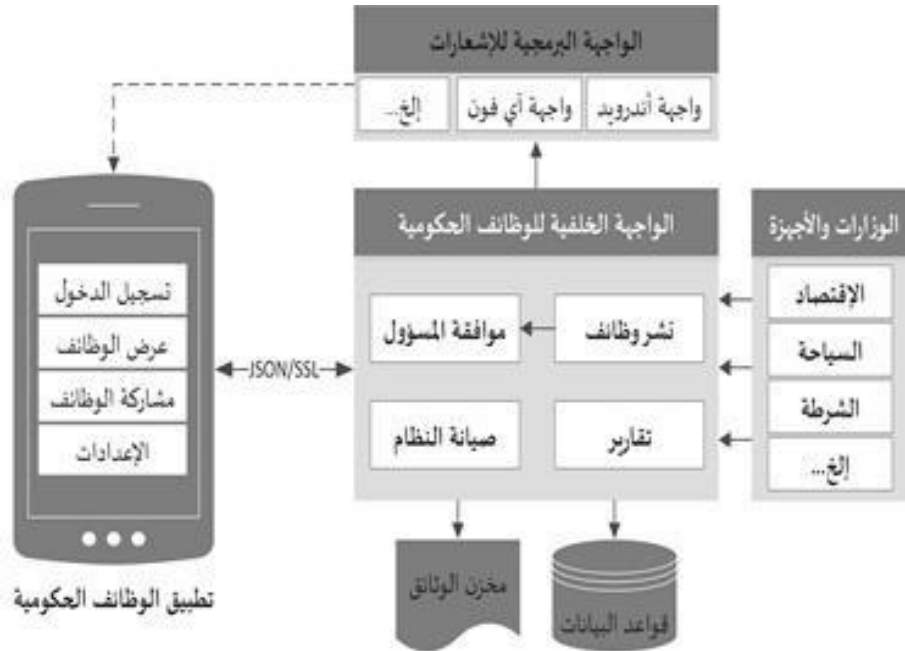 الواجهة البرمجية للإشعارات
واجهة أندرويد
واجهة آي فون
إلخ...
الوزارات والأجهزة
الإقتصاد
السياحة
الشرطة
إلخ...
الواجهة الخلفية للوظائف الحكومية
نشر وظائف
موافقة المسؤول
تقارير
صيانة النظام
JSON/SSL
تسجيل الدخول
عرض الوظائف
مشاركة الوظائف
الإعدادات
تطبيق الوظائف الحكومية
قواعد البيانات
مخزن الوثائق